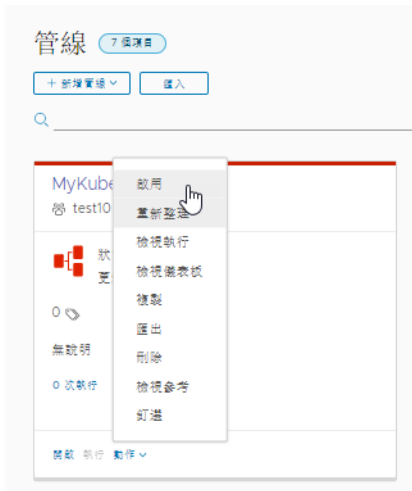 管線 7 個項目
+ 新增管線 匯入
MyKube
test10
啟用
重新整理
狀
更
檢視執行
檢視儀表板
複製
0
匯出
無說明
刪除
0 次執行
檢視參考
釘選
開啟 執行 動作